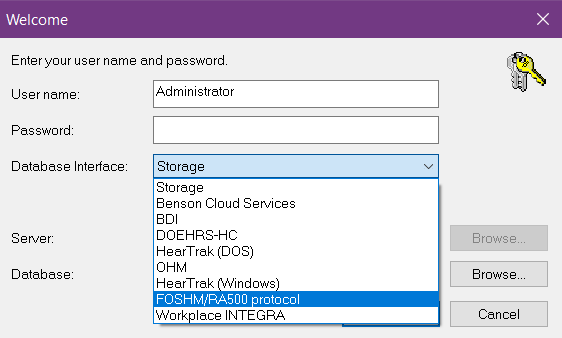 Welcome
Enter your user name and password.
User name: Administrator
Password:
Database Interface: Storage
Storage
Benson Cloud Services
BDI
DOEHRS-HC
HearTrak (DOS)
OHM
HearTrak (Windows)
FOSHM/RA500 protocol
Workplace INTEGRA
Server: Browse...
Database: Browse...
Cancel